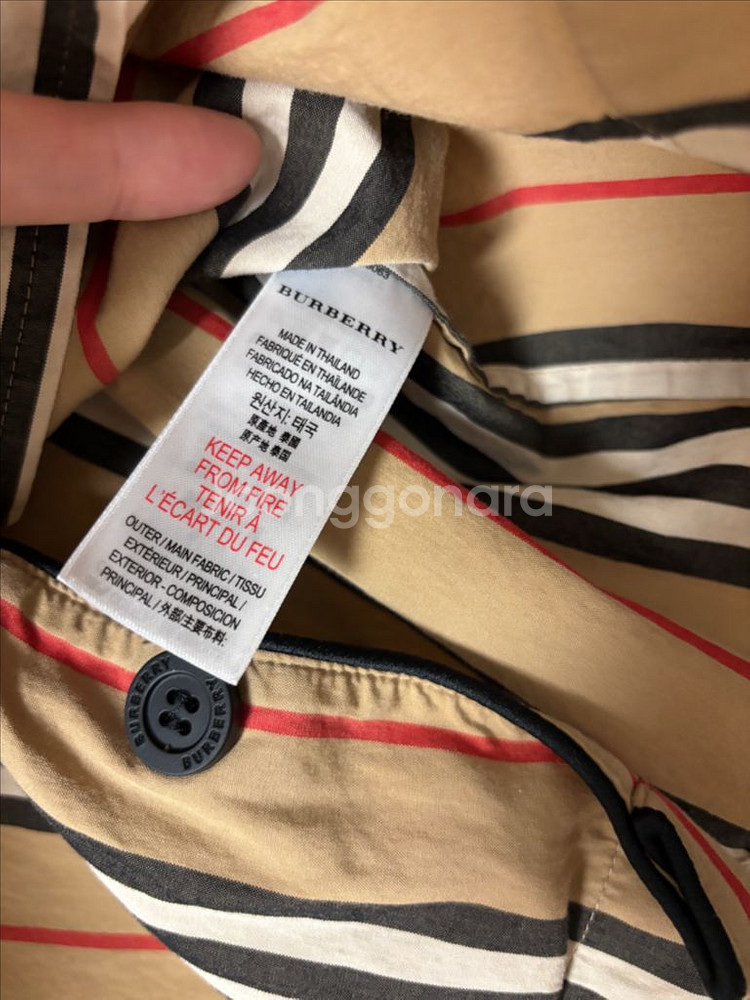 BURBERRY
MADE IN THAILAND
FABRIQUÉ EN THAÏLANDE
FABRICADO NA TAILÂNDIA
HECHO EN TAILANDIA
원산지: 태국
原產地 泰國
原产地 泰国
KEEP AWAY
FROM FIRE
TENIR À
L'ÉCART DU FEU
OUTER / MAIN FABRIC / TISSU
EXTÉRIEUR / PRINCIPAL /
EXTERIOR - COMPOSICION
PRINCIPAL / 外部/主要布料:
BURBERRY
BURBERRY